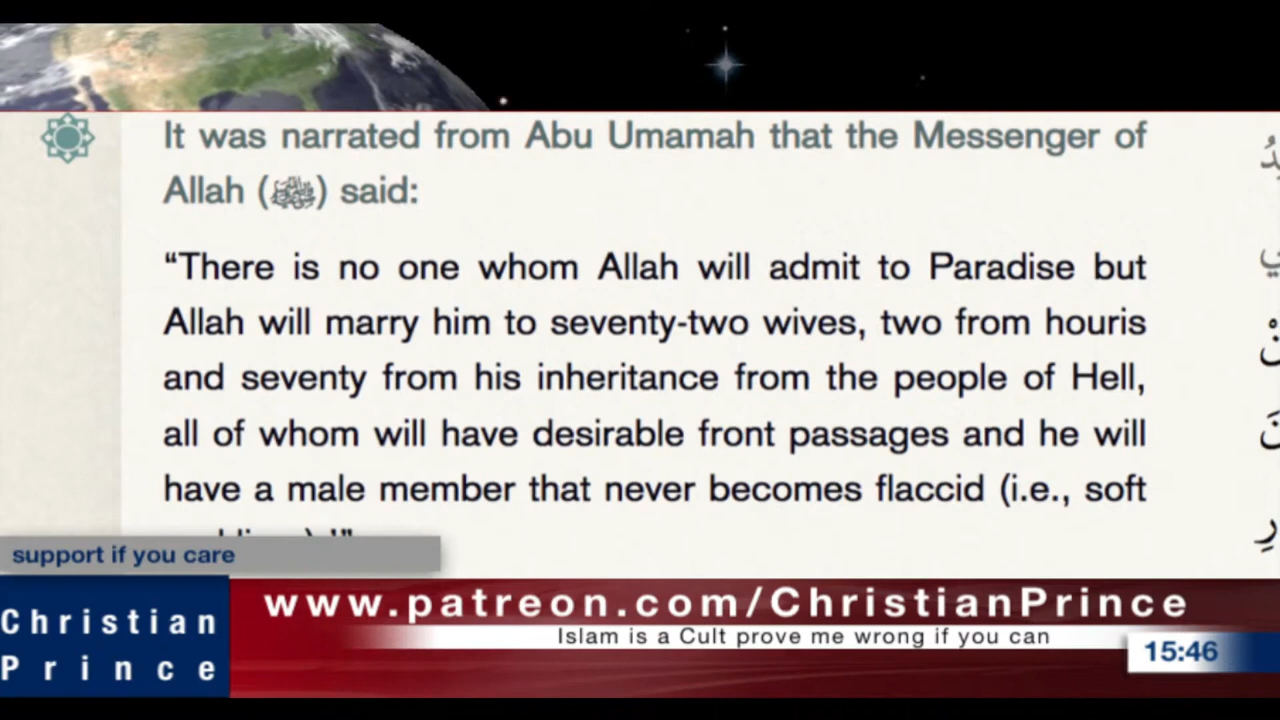 It was narrated from Abu Umamah that the Messenger of
Allah (ﷺ) said:
“There is no one whom Allah will admit to Paradise but
Allah will marry him to seventy-two wives, two from houris
and seventy from his inheritance from the people of Hell,
all of whom will have desirable front passages and he will
have a male member that never becomes flaccid (i.e., soft
support if you care
Christian
Prince
www.patreon.com/ChristianPrince
Islam is a Cult prove me wrong if you can
15:46